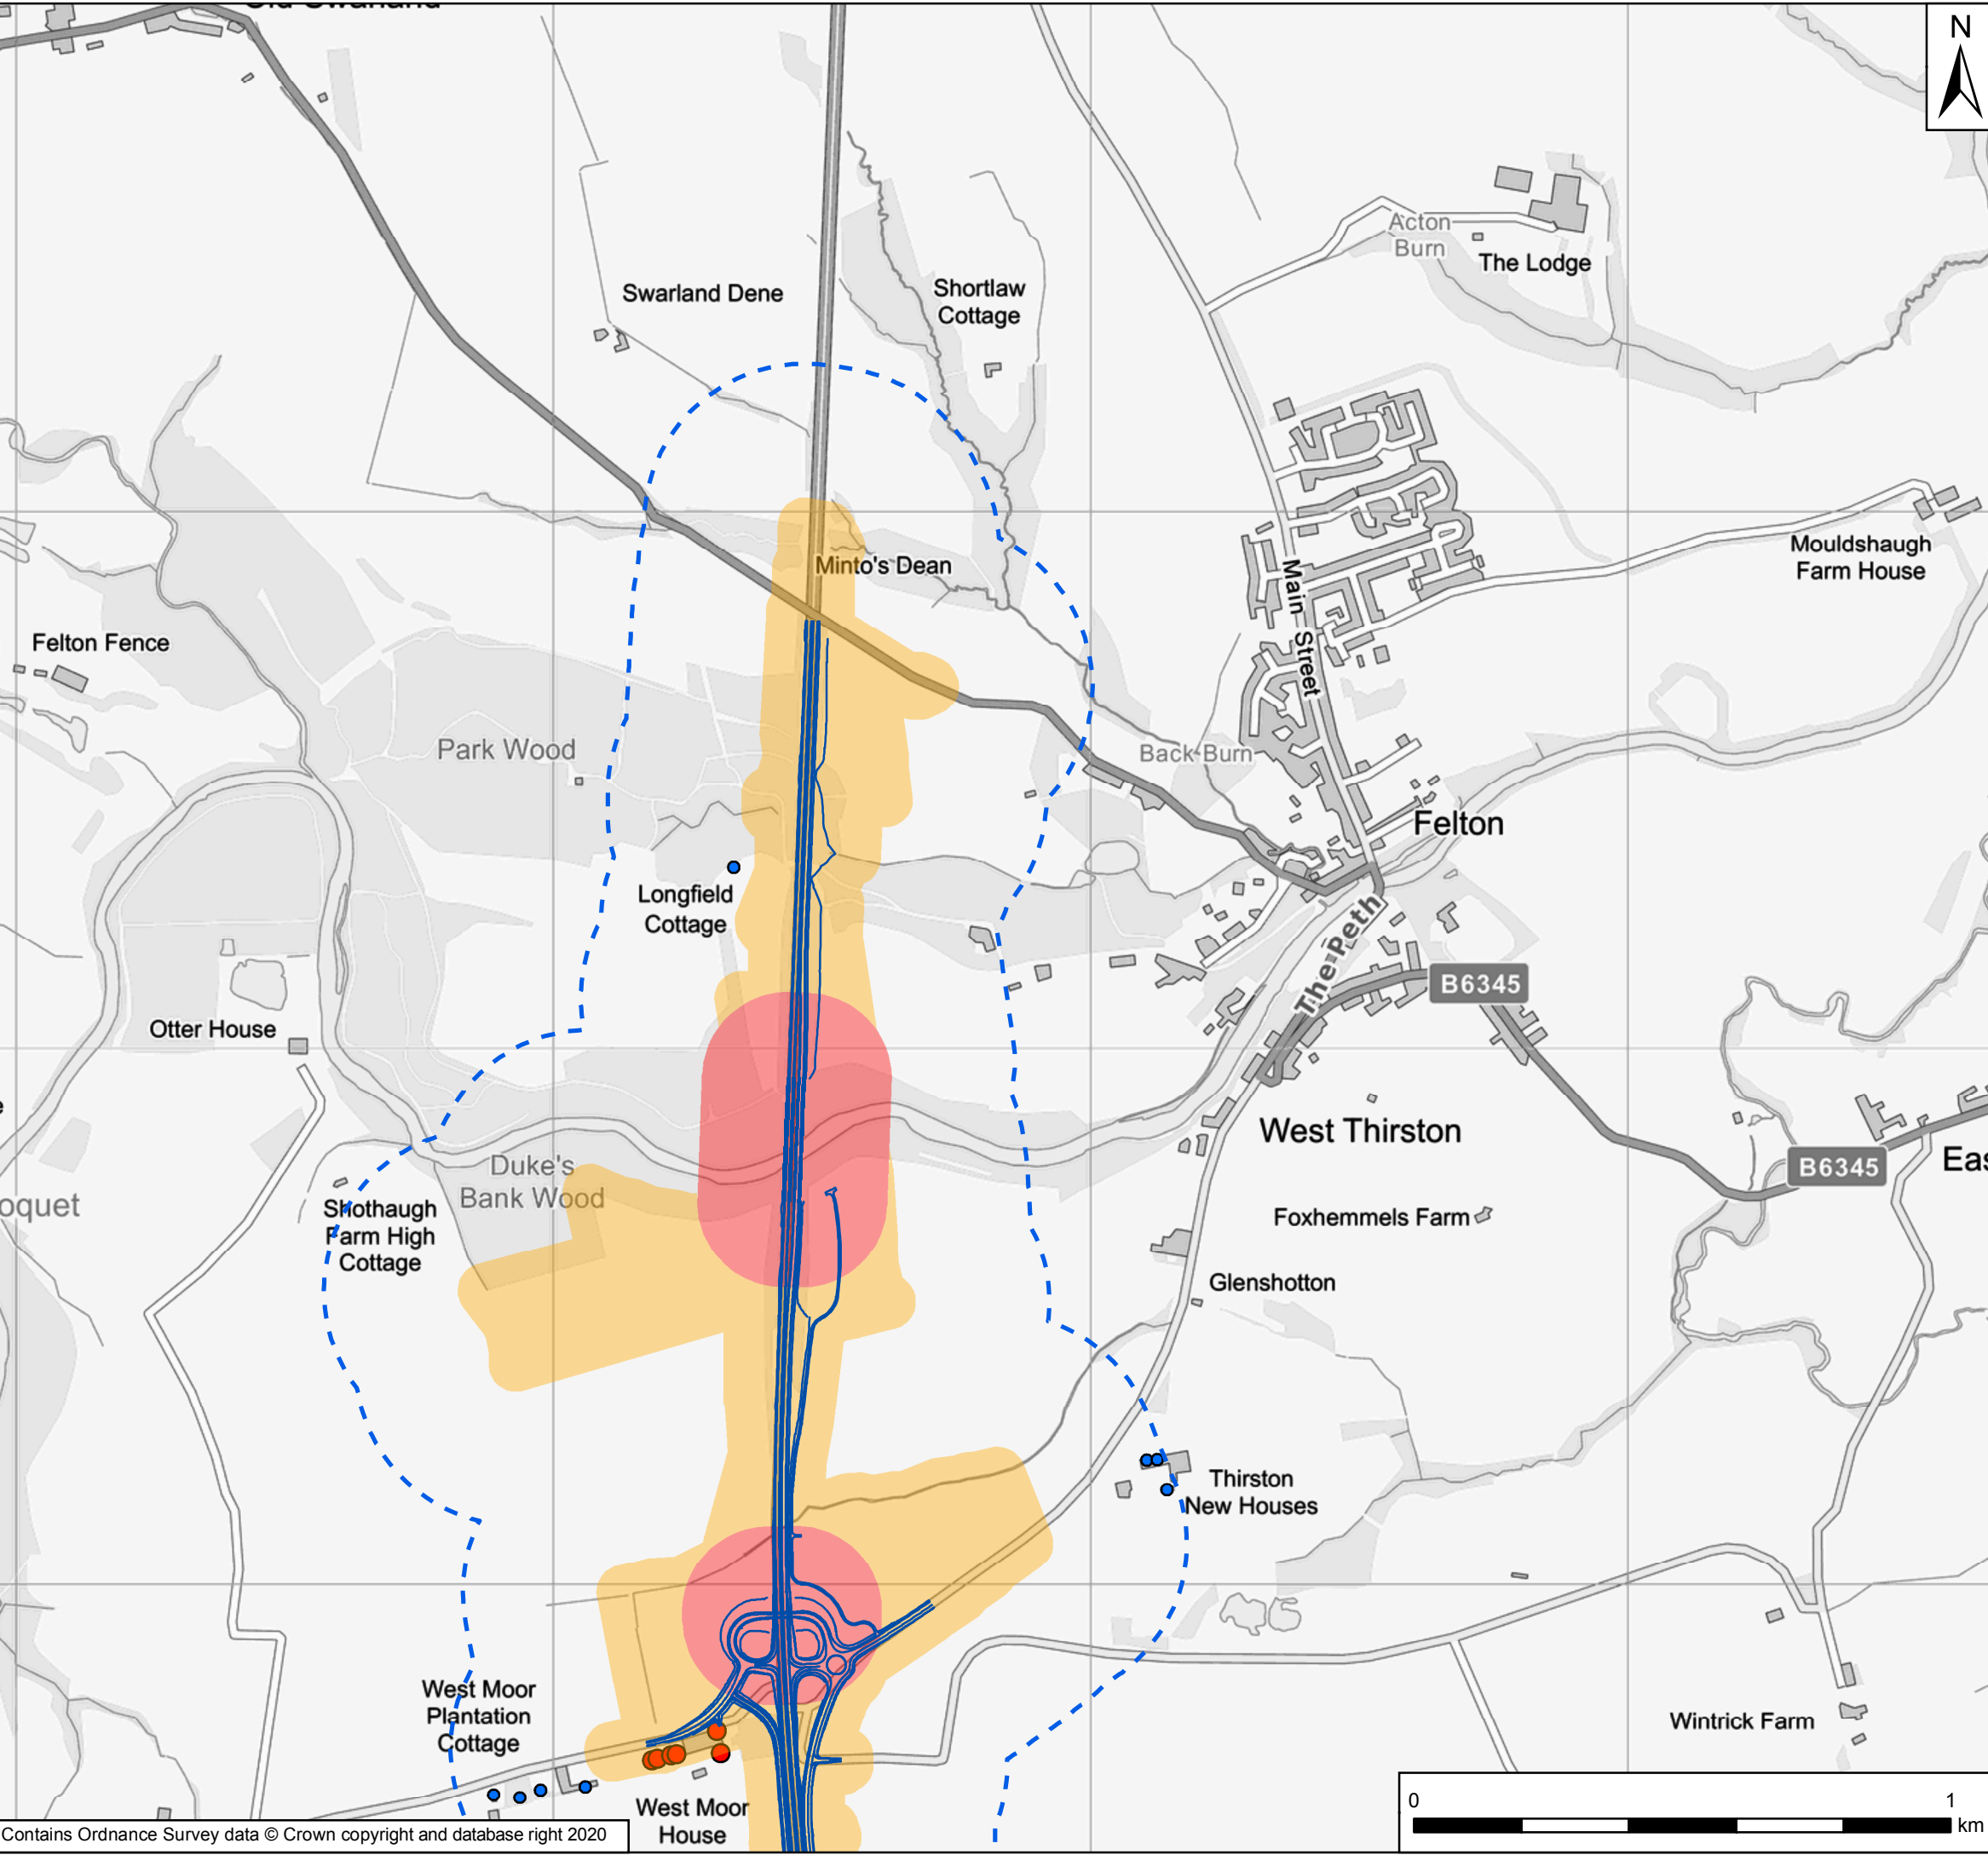 Old Swarland
N
Acton
Burn
The Lodge
Swarland Dene
Shortlaw
Cottage
Minto's Dean
Main Street
Mouldshaugh
Farm House
Felton Fence
Park Wood
Back Burn
Felton
Longfield
Cottage
The Peth
B6345
Otter House
West Thirston
B6345
Eas
Duke's
Bank Wood
oquet
Shothaugh
Farm High
Cottage
Foxhemmels Farm
Glenshotton
Thirston
New Houses
West Moor
Plantation
Cottage
Wintrick Farm
West Moor
House
0 1
km
Contains Ordnance Survey data © Crown copyright and database right 2020